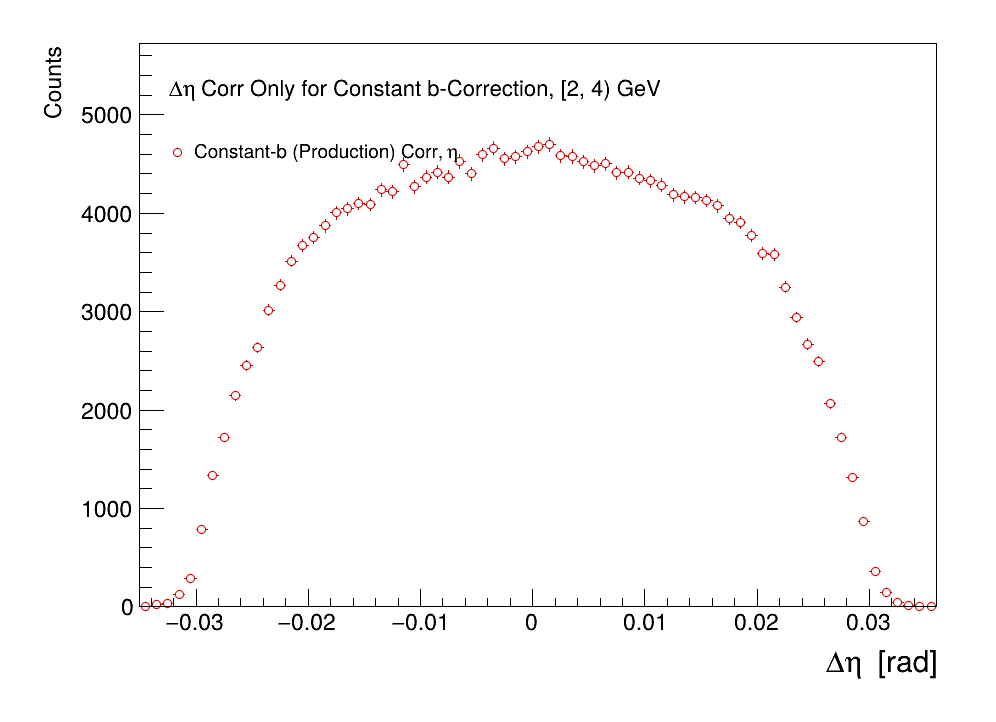 Counts
Δη Corr Only for Constant b-Correction, [2, 4) GeV
Constant-b (Production) Corr, η
5000
4000
3000
2000
1000
0
−0.03 −0.02 −0.01 0 0.01 0.02 0.03
Δη [rad]